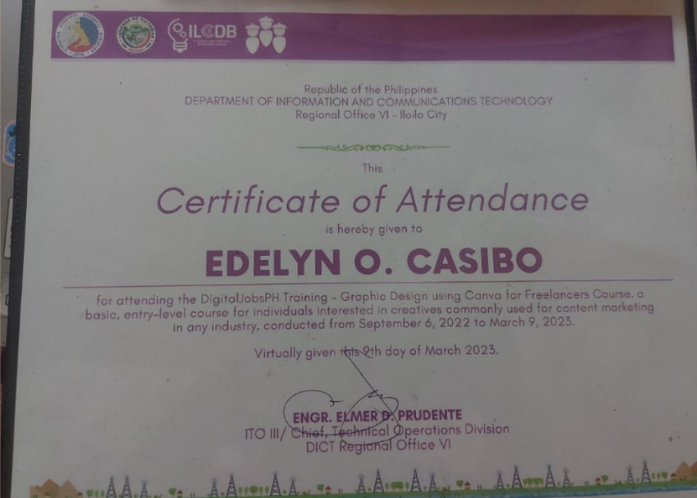 ILCDB
Republic of the Philippines
DEPARTMENT OF INFORMATION AND COMMUNICATIONS TECHNOLOGY
Regional Office VI - Iloilo City
This
Certificate of Attendance
is hereby given to
EDELYN O. CASIBO
for attending the DigitalJobsPH Training - Graphic Design using Canva for Freelancers Course, a
basic, entry-level course for individuals interested in creatives commonly used for content marketing
in any industry, conducted from September 6, 2022 to March 9, 2023.
Virtually given this 9th day of March 2023.
ENGR. ELMER D. PRUDENTE
ITO III/ Chief, Technical Operations Division
DICT Regional Office VI